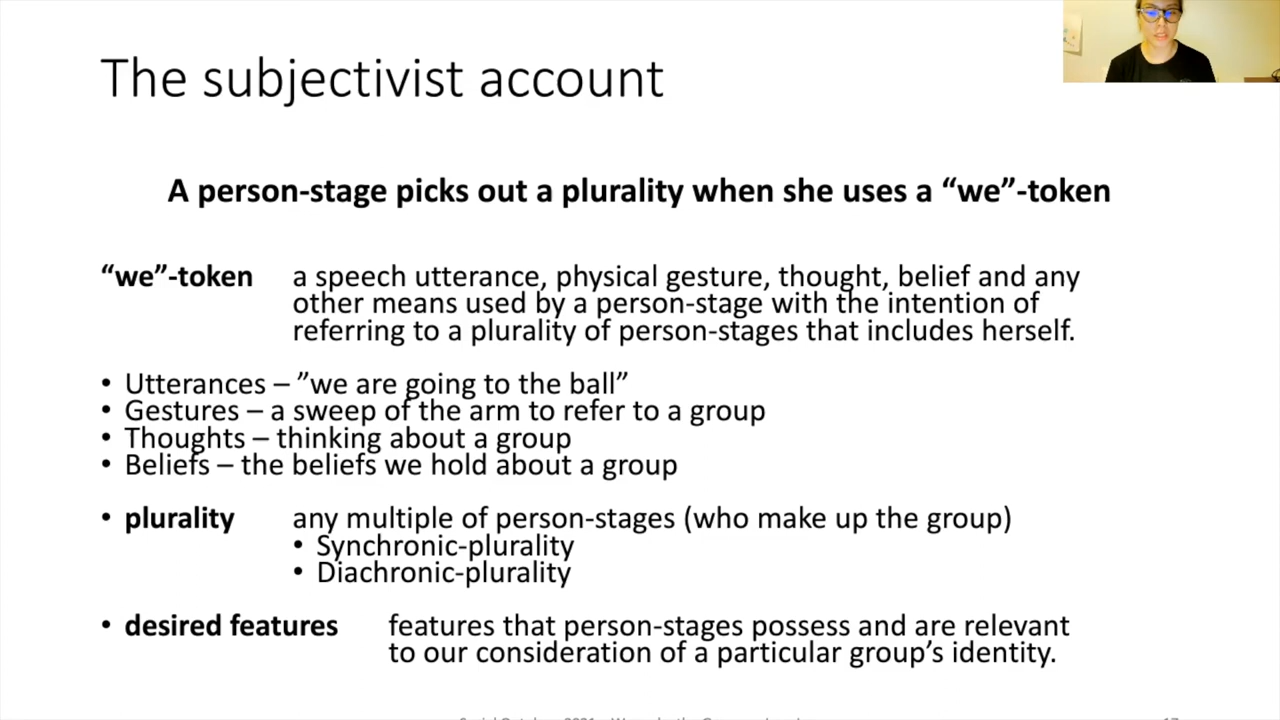 The subjectivist account
A person-stage picks out a plurality when she uses a “we”-token
“we”-token a speech utterance, physical gesture, thought, belief and any
other means used by a person-stage with the intention of
referring to a plurality of person-stages that includes herself.
• Utterances – ”we are going to the ball”
• Gestures – a sweep of the arm to refer to a group
• Thoughts – thinking about a group
• Beliefs – the beliefs we hold about a group
• plurality any multiple of person-stages (who make up the group)
• Synchronic-plurality
• Diachronic-plurality
• desired features features that person-stages possess and are relevant
to our consideration of a particular group’s identity.